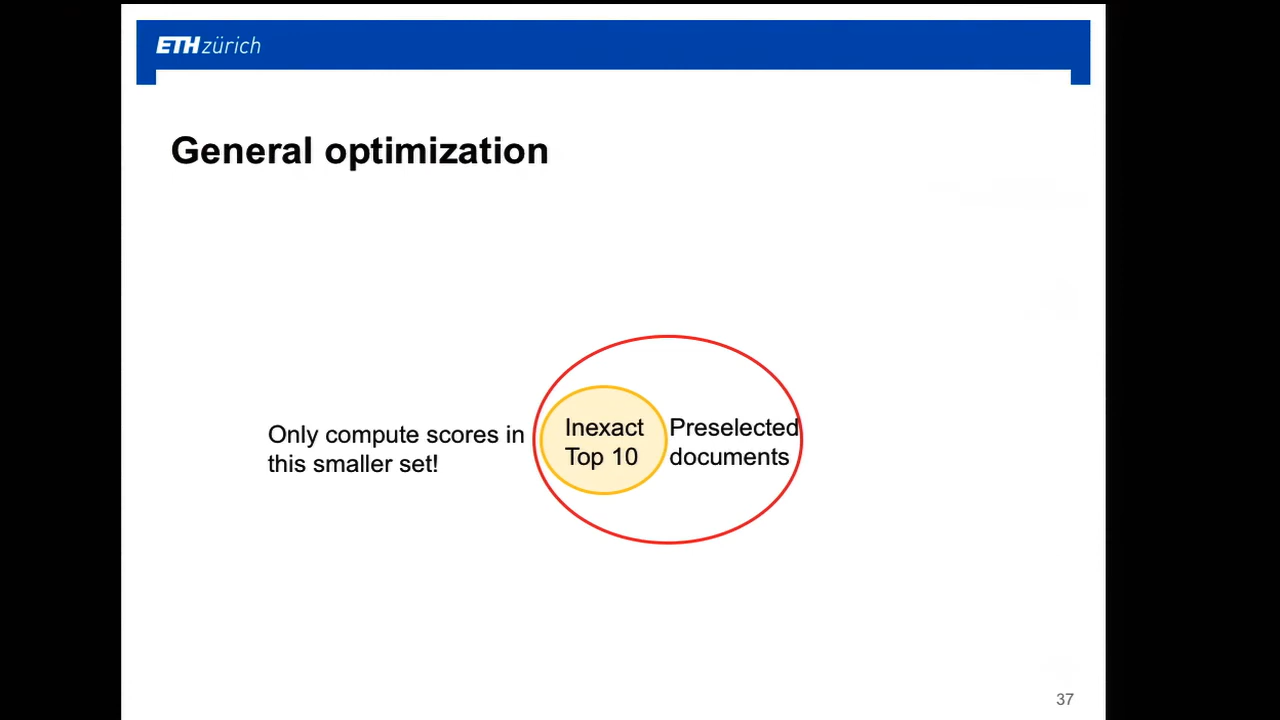 ETH zürich
General optimization
Only compute scores in
this smaller set!
Inexact
Top 10
Preselected
documents
37